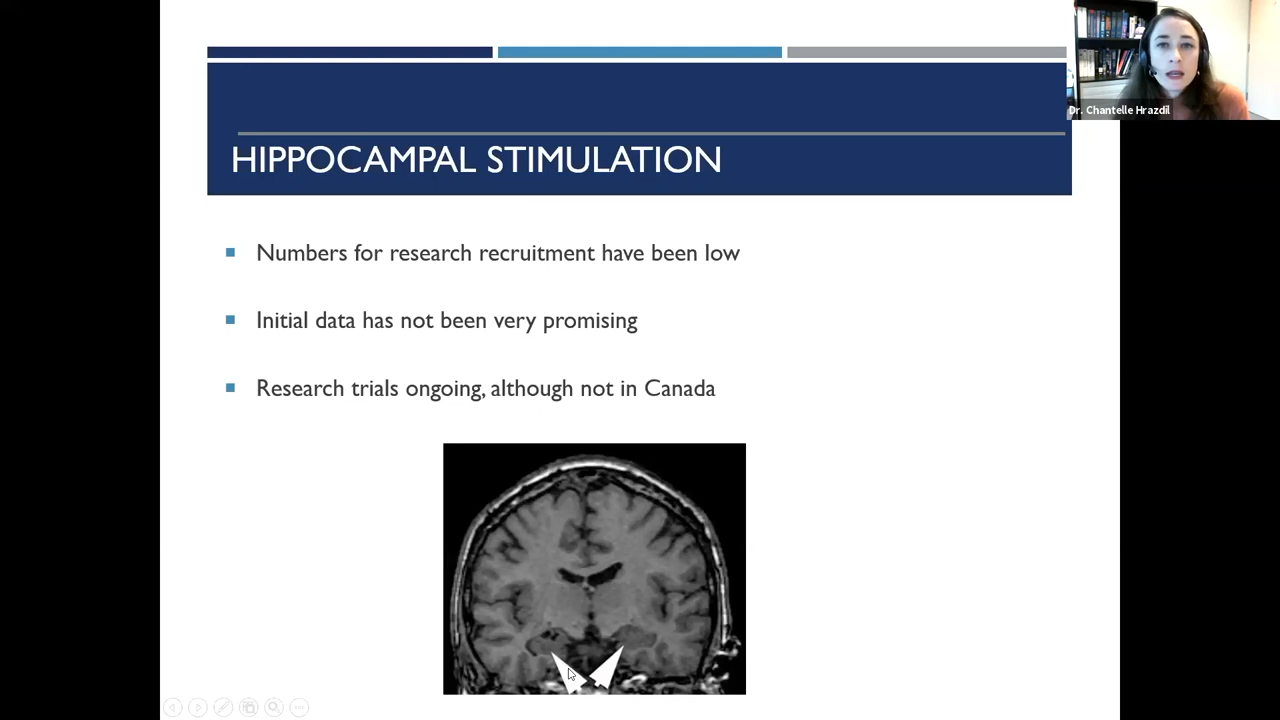 Dr. Chantelle Hrazdil
HIPPOCAMPAL STIMULATION
Numbers for research recruitment have been low
Initial data has not been very promising
Research trials ongoing, although not in Canada